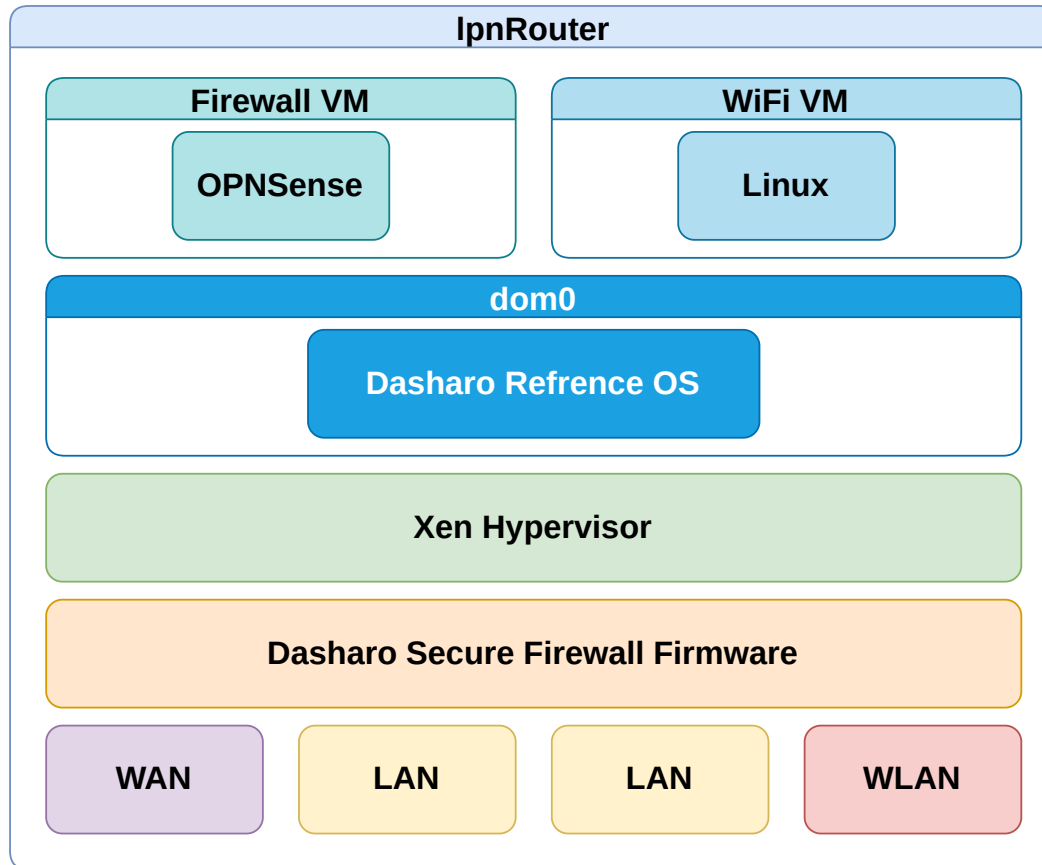 lpnRouter
Firewall VM
WiFi VM
OPNSense
Linux
dom0
Dasharo Refrence OS
Xen Hypervisor
Dasharo Secure Firewall Firmware
WAN
LAN
LAN
WLAN